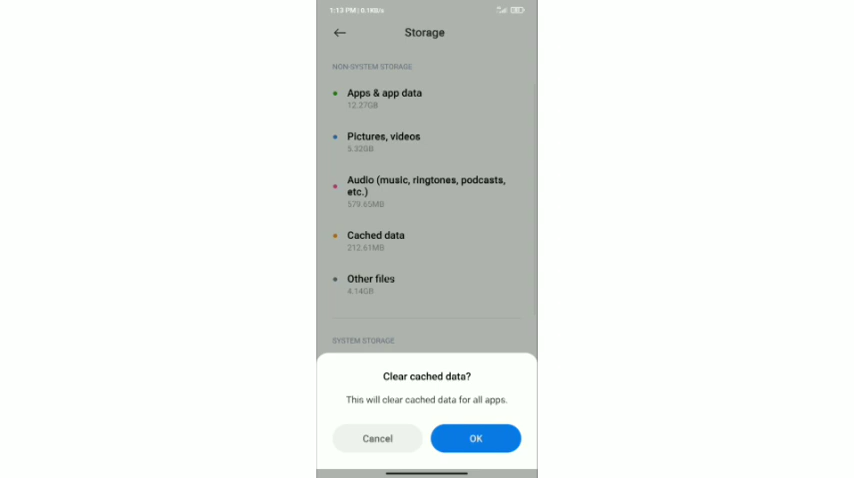 1:13 PM | 0.1KB/s
Storage
NON-SYSTEM STORAGE
Apps & app data
12.27GB
Pictures, videos
5.32GB
Audio (music, ringtones, podcasts,
etc.)
579.65MB
Cached data
212.61MB
Other files
4.14GB
SYSTEM STORAGE
Clear cached data?
This will clear cached data for all apps.
Cancel
OK